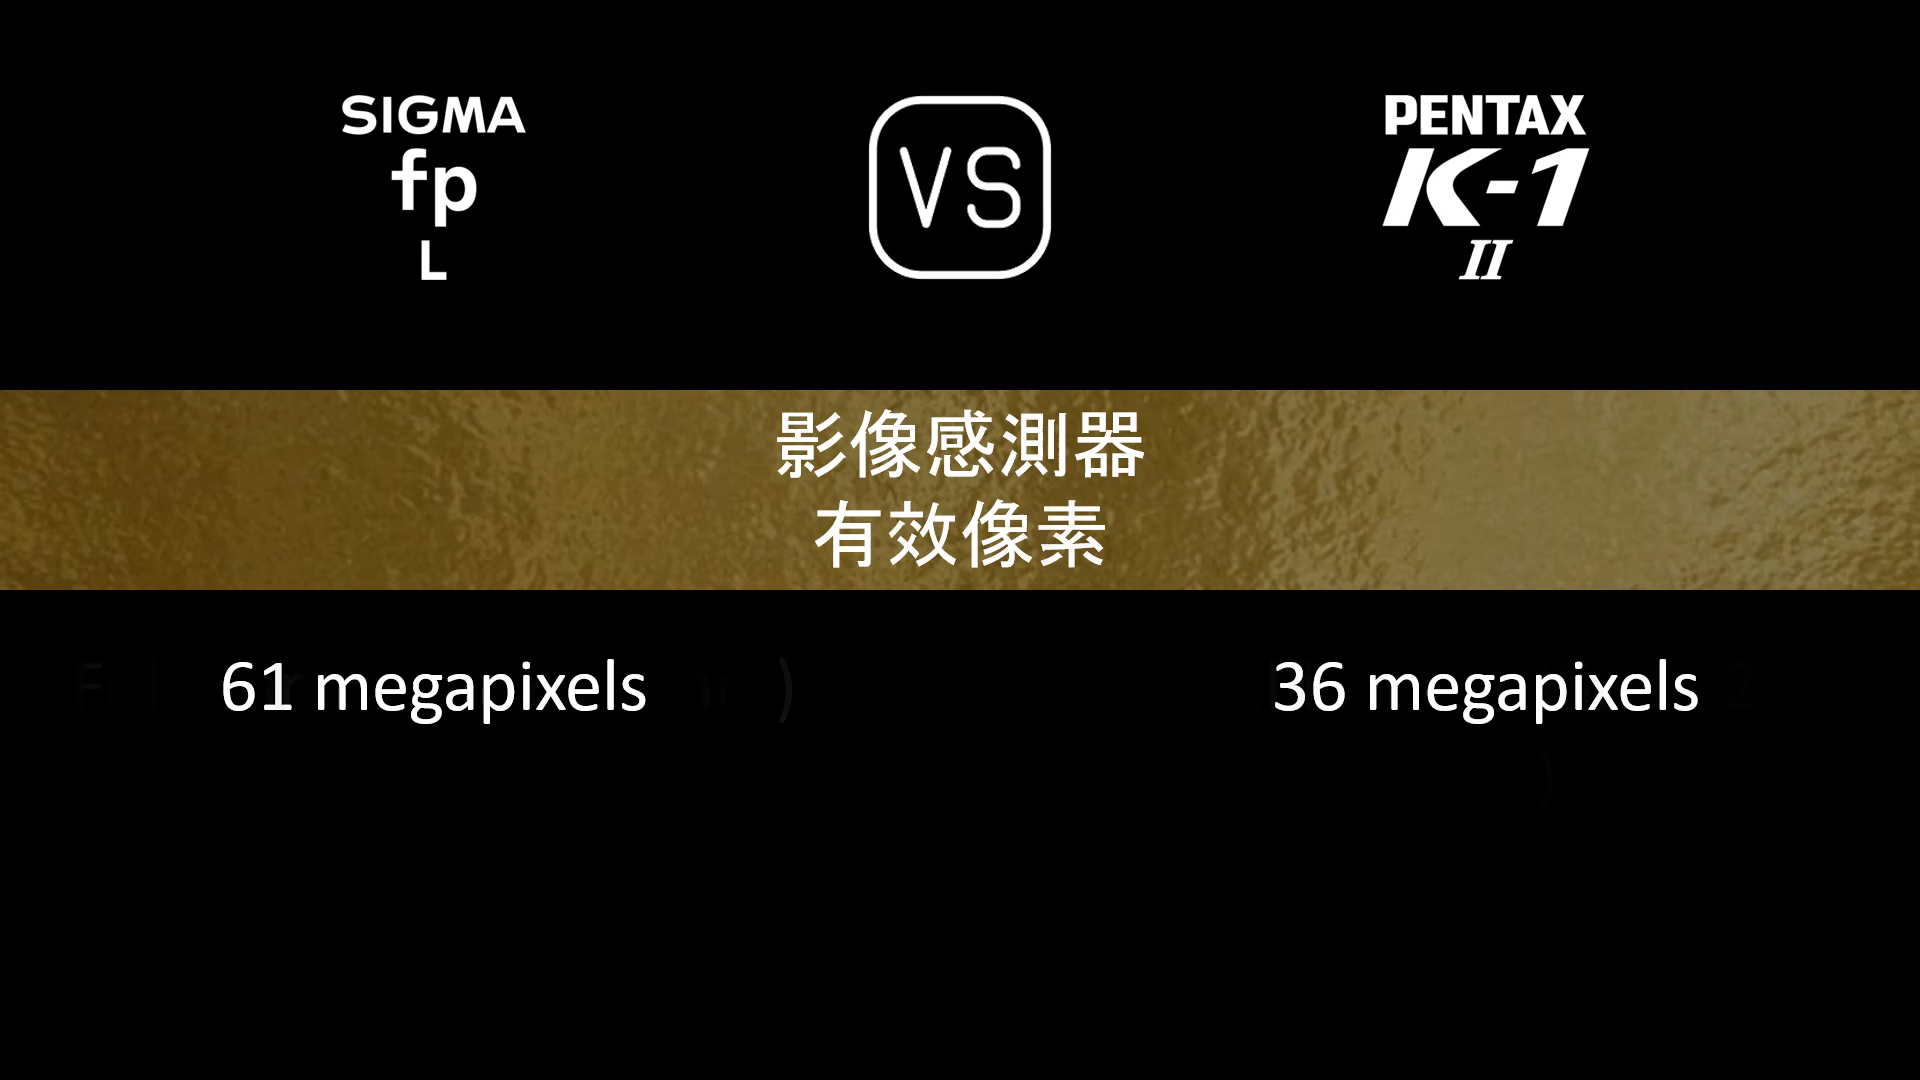 SIGMA
fp
L
VS
PENTAX
K-1
II
影像感測器
有效像素
61 megapixels
36 megapixels